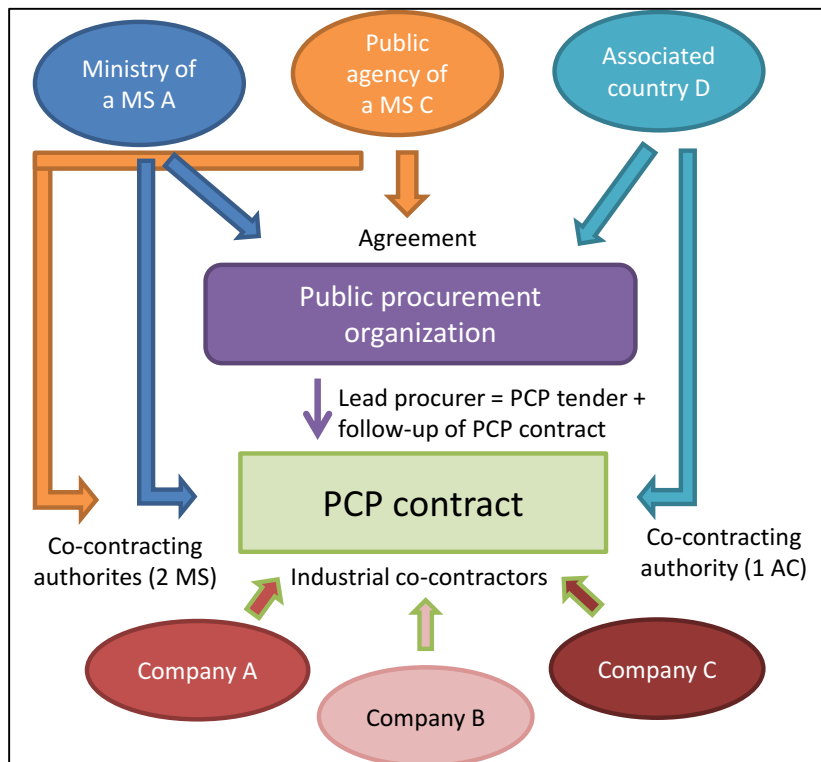 Ministry of
a MS A
Public
agency of
a MS C
Associated
country D
Agreement
Public procurement
organization
Lead procurer = PCP tender +
follow-up of PCP contract
PCP contract
Co-contracting
authorites (2 MS)
Co-contracting
authority (1 AC)
Industrial co-contractors
Company A
Company B
Company C